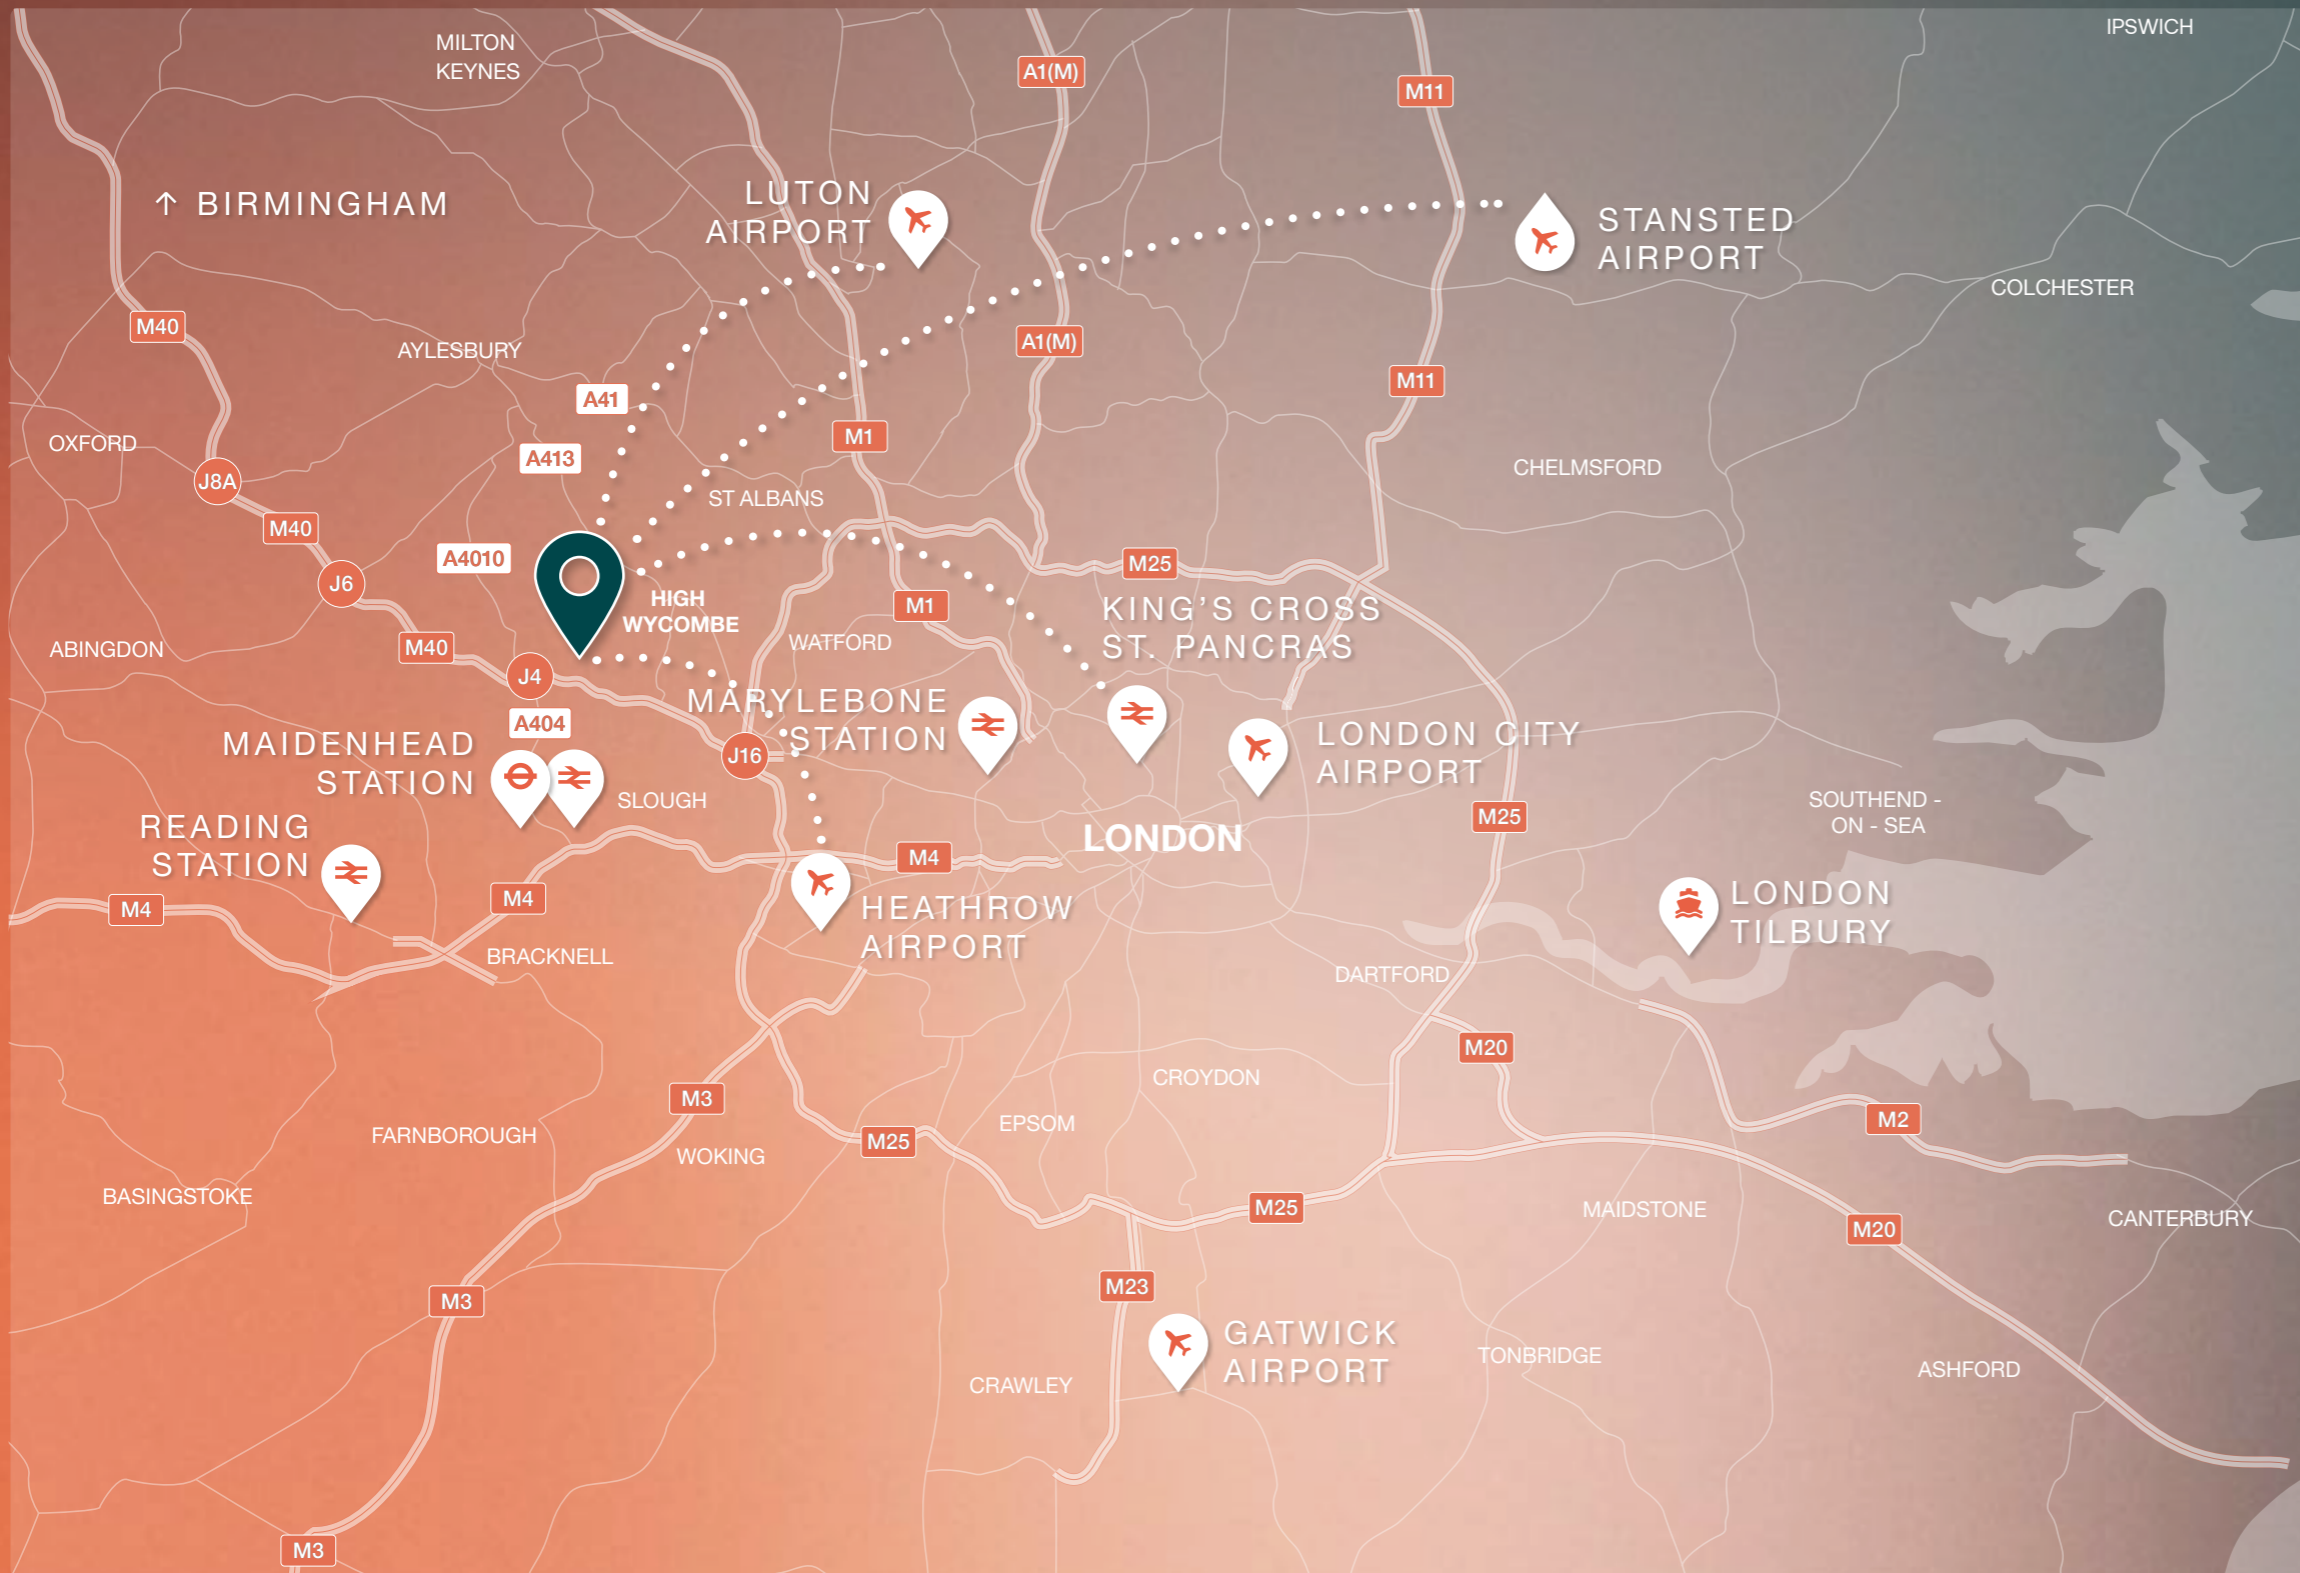 IPSWICH
MILTON
KEYNES
A1(M)
M11
↑ BIRMINGHAM
LUTON
AIRPORT
STANSTED
AIRPORT
COLCHESTER
M40
A1(M)
AYLESBURY
M11
A41
M1
OXFORD
A413
CHELMSFORD
J8A
ST ALBANS
M40
A4010
M25
J6
HIGH
WYCOMBE
M1
KING'S CROSS
ST. PANCRAS
ABINGDON
M40
WATFORD
J4
MARYLEBONE
STATION
A404
LONDON CITY
AIRPORT
MAIDENHEAD
STATION
J16
SLOUGH
SOUTHEND -
ON - SEA
M25
READING
STATION
LONDON
M4
M4
M4
LONDON
TILBURY
HEATHROW
AIRPORT
BRACKNELL
DARTFORD
M20
CROYDON
M3
EPSOM
M2
FARNBOROUGH
M25
WOKING
BASINGSTOKE
M25
MAIDSTONE
M20
CANTERBURY
M23
M3
GATWICK
AIRPORT
TONBRIDGE
ASHFORD
CRAWLEY
M3